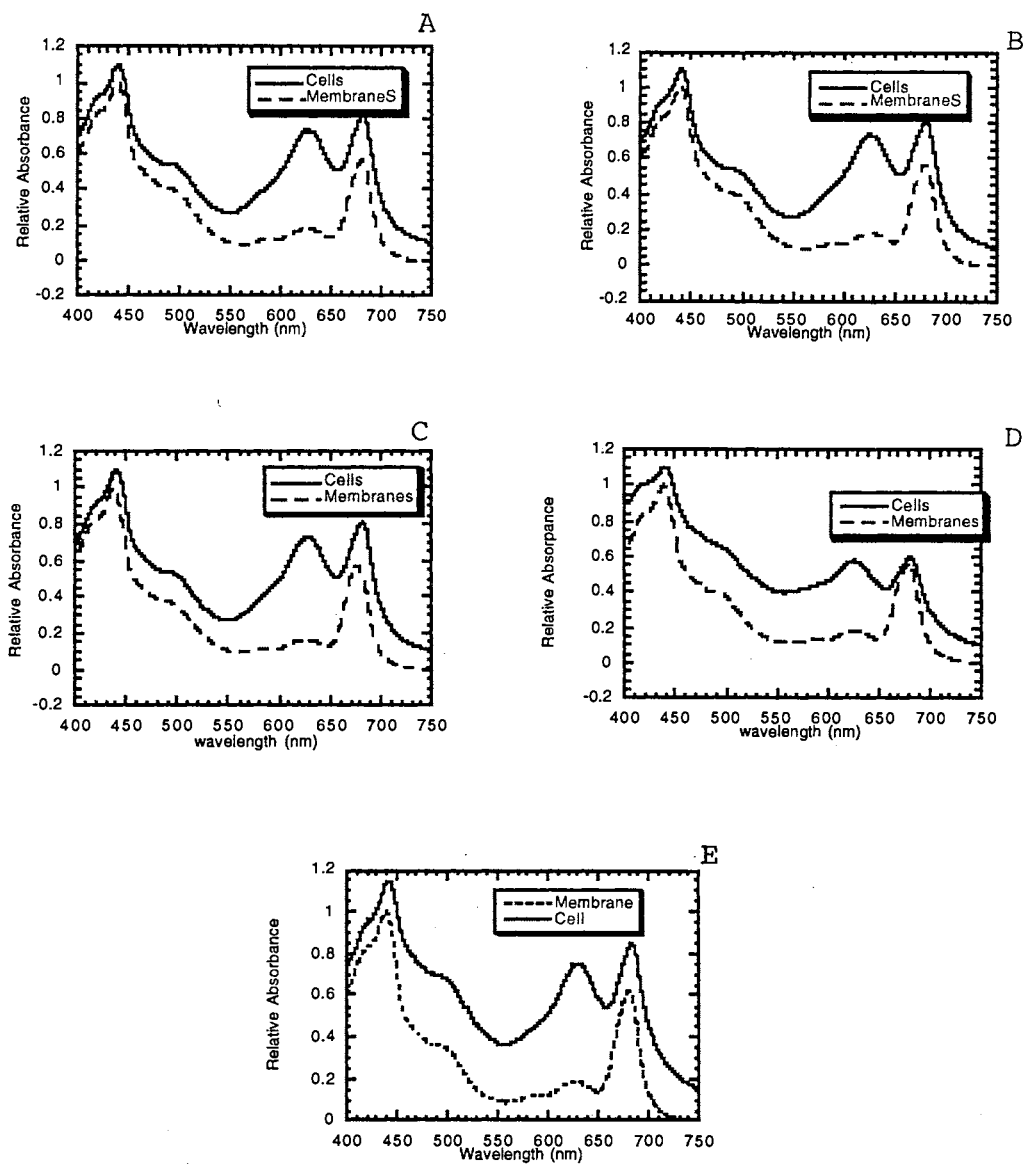 A
1.2
1
0.8
0.6
0.4
0.2
0
-0.2
Relative Absorbance
Cells
MembraneS
400 450 500 550 600 650 700 750
Wavelength (nm)
B
1.2
1
0.8
0.6
0.4
0.2
0
-0.2
Relative Absorbance
Cells
MembraneS
400 450 500 550 600 650 700 750
Wavelength (nm)
C
1.2
1
0.8
0.6
0.4
0.2
0
-0.2
Relative Absorbance
Cells
Membranes
400 450 500 550 600 650 700 750
wavelength (nm)
D
1.2
1
0.8
0.6
0.4
0.2
0
-0.2
Relative Absorpance
Cells
Membranes
400 450 500 550 600 650 700 750
wavelength (nm)
E
1.2
1
0.8
0.6
0.4
0.2
0
Relative Absorbance
Membrane
Cell
400 450 500 550 600 650 700 750
Wavelength (nm)